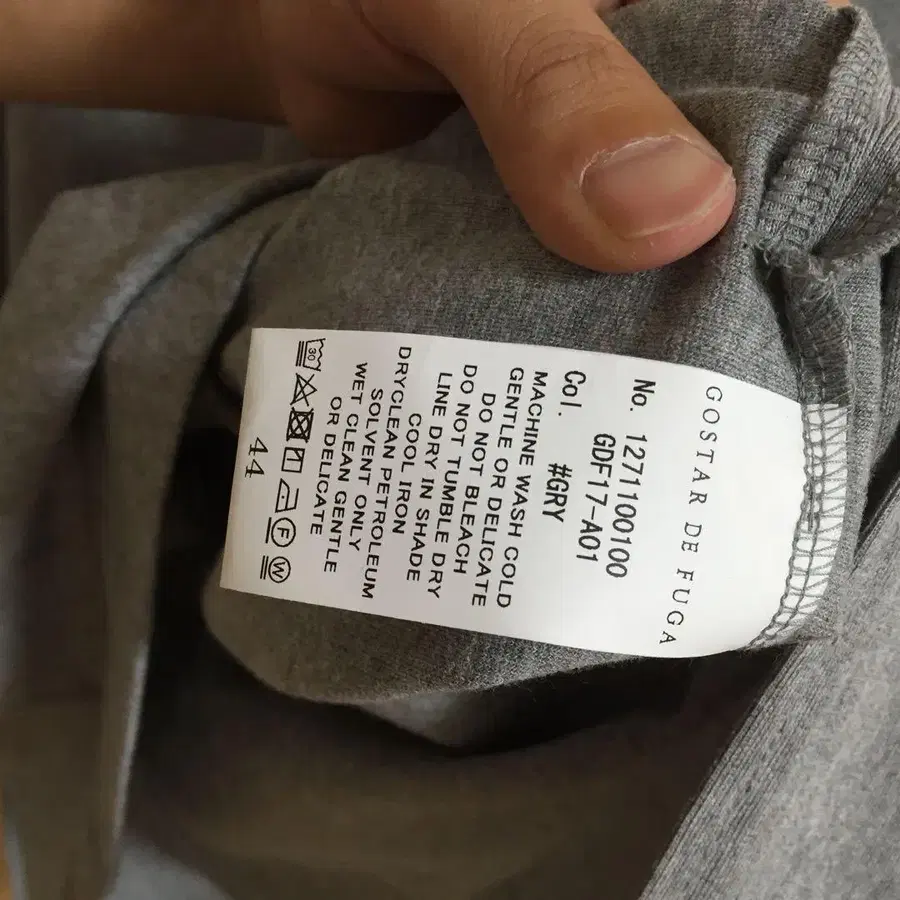 GOSTAR DE FUGA
No. 1271100100
GDF17-A01
Col. #GRY
MACHINE WASH COLD
GENTLE OR DELICATE
DO NOT BLEACH
DO NOT TUMBLE DRY
LINE DRY IN SHADE
COOL IRON
DRYCLEAN PETROLEUM
SOLVENT ONLY
WET CLEAN GENTLE
OR DELICATE
30
F
W
44